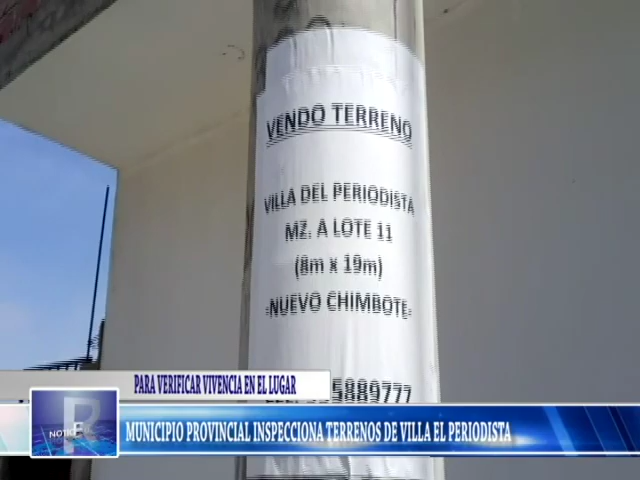 VENDO TERRENO
VILLA DEL PERIODISTA
MZ. A LOTE 11
(8m x 19m)
-NUEVO CHIMBOTE-
5889777
PARA VERIFICAR VIVENCIA EN EL LUGAR
MUNICIPIO PROVINCIAL INSPECCIONA TERRENOS DE VILLA EL PERIODISTA